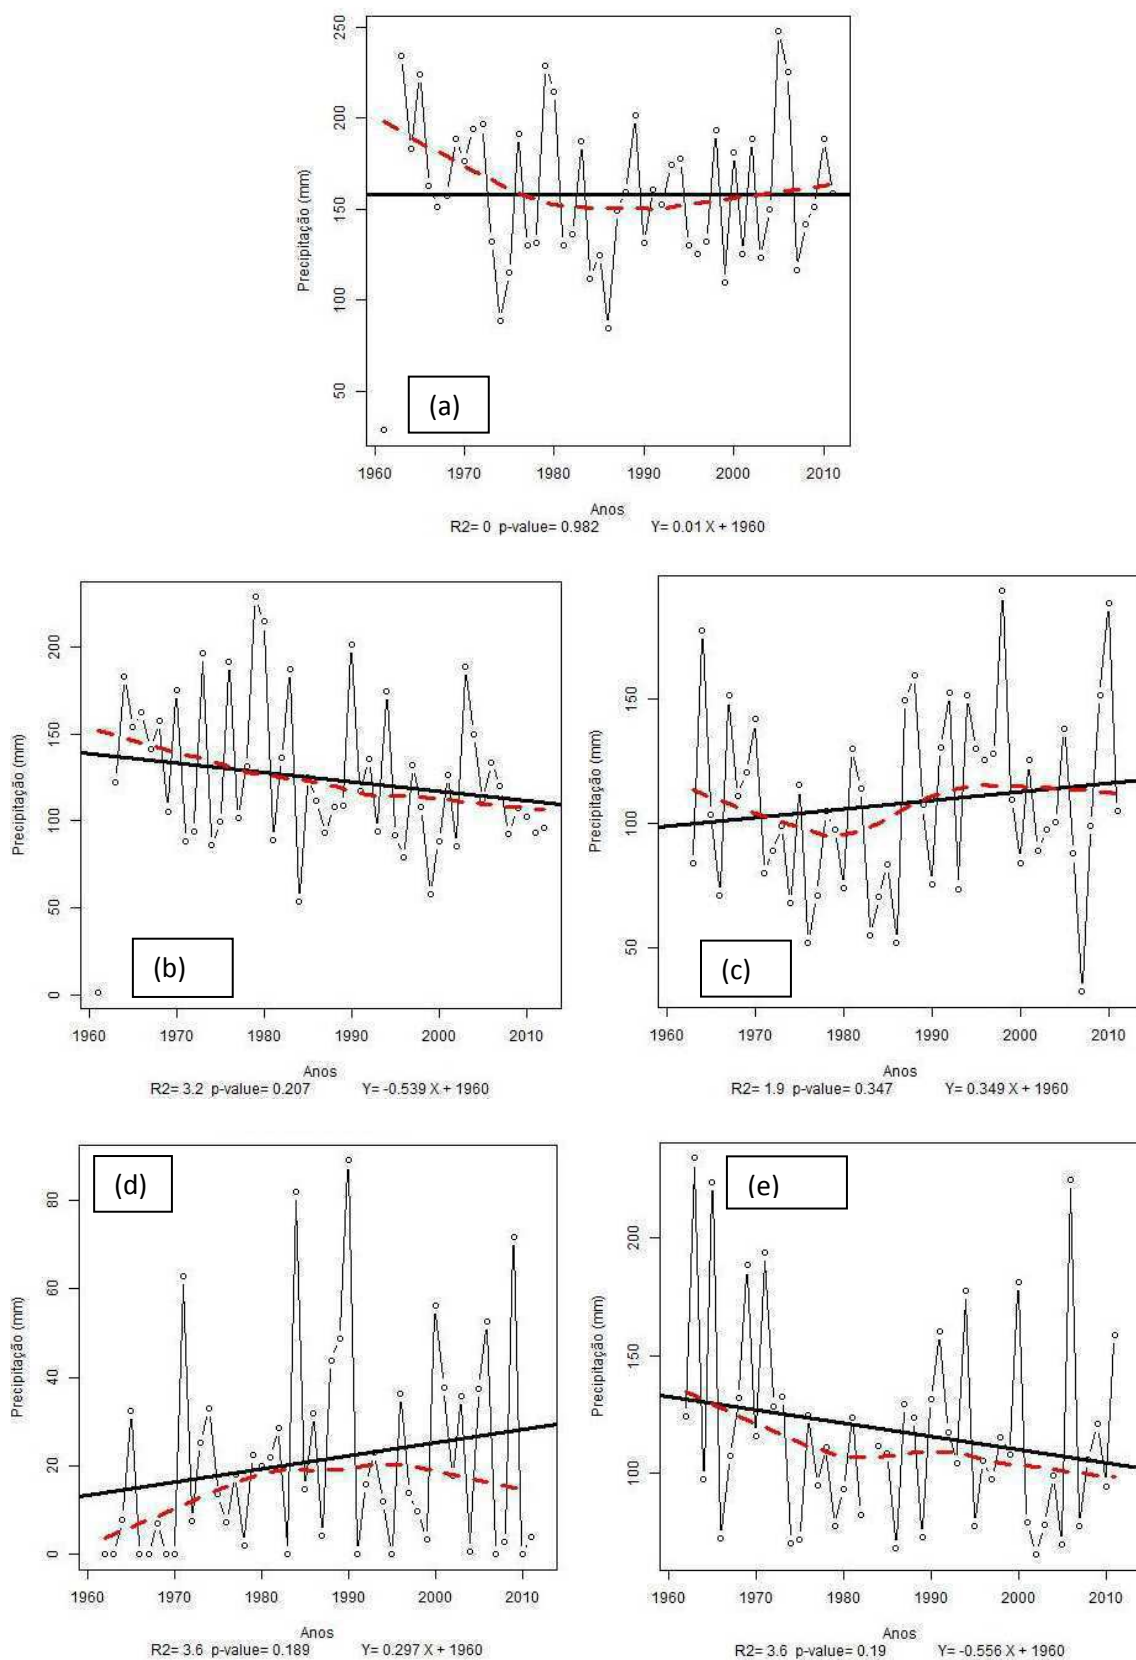 250
200
150
100
50
Precipitação (mm)
(a)
1960 1970 1980 1990 2000 2010
Anos
R2= 0 p-value= 0.982 Y= 0.01 X + 1960
200
150
100
50
0
Precipitação (mm)
(b)
1960 1970 1980 1990 2000 2010
Anos
R2= 3.2 p-value= 0.207 Y= -0.539 X + 1960
150
100
50
Precipitação (mm)
(c)
1960 1970 1980 1990 2000 2010
Anos
R2= 1.9 p-value= 0.347 Y= 0.349 X + 1960
80
60
40
20
0
Precipitação (mm)
(d)
1960 1970 1980 1990 2000 2010
Anos
R2= 3.6 p-value= 0.189 Y= 0.297 X + 1960
200
150
100
Precipitação (mm)
(e)
1960 1970 1980 1990 2000 2010
Anos
R2= 3.6 p-value= 0.19 Y= -0.556 X + 1960